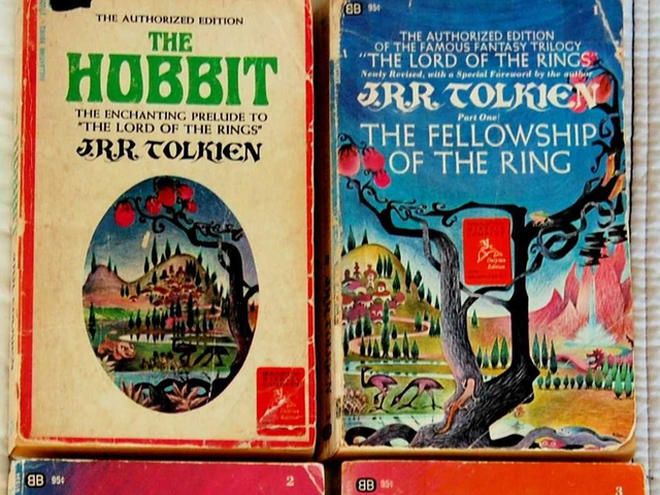 THE AUTHORIZED EDITION
THE
HOBBIT
THE ENCHANTING PRELUDE TO
"THE LORD OF THE RINGS"
J.R.R. TOLKIEN
BB 95¢
1
THE AUTHORIZED EDITION
OF THE FAMOUS FANTASY TRILOGY
"THE LORD OF THE RINGS"
Newly Revised, with a Special Foreword by the author
J.R.R. TOLKIEN
Part One:
THE FELLOWSHIP
OF THE RING
BB 95¢
2
BB 95¢
3